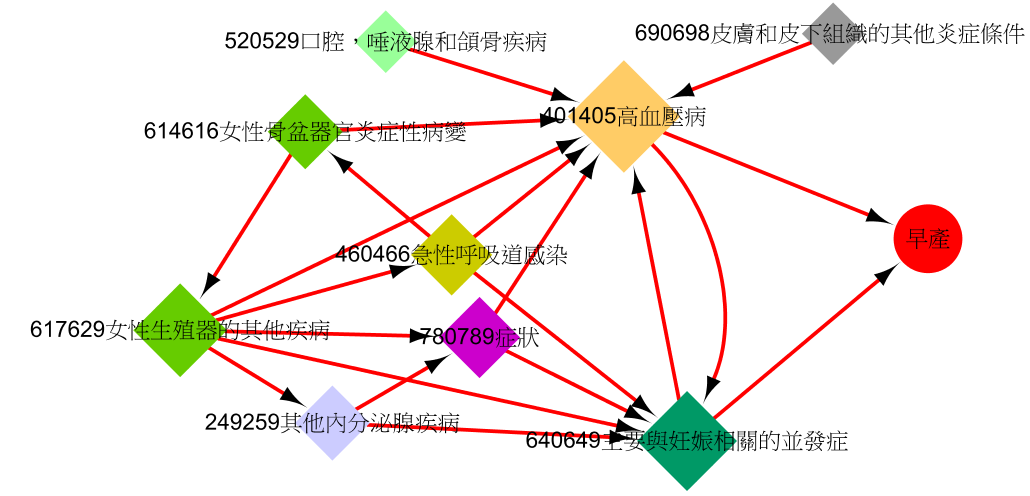 690698皮膚和皮下組織的其他炎症條件
520529口腔，唾液腺和頜骨疾病
401405高血壓病
614616女性骨盆器官炎症性病變
早產
460466急性呼吸道感染
617629女性生殖器的其他疾病
780789症狀
249259其他內分泌腺疾病
640649主要與妊娠相關的並發症